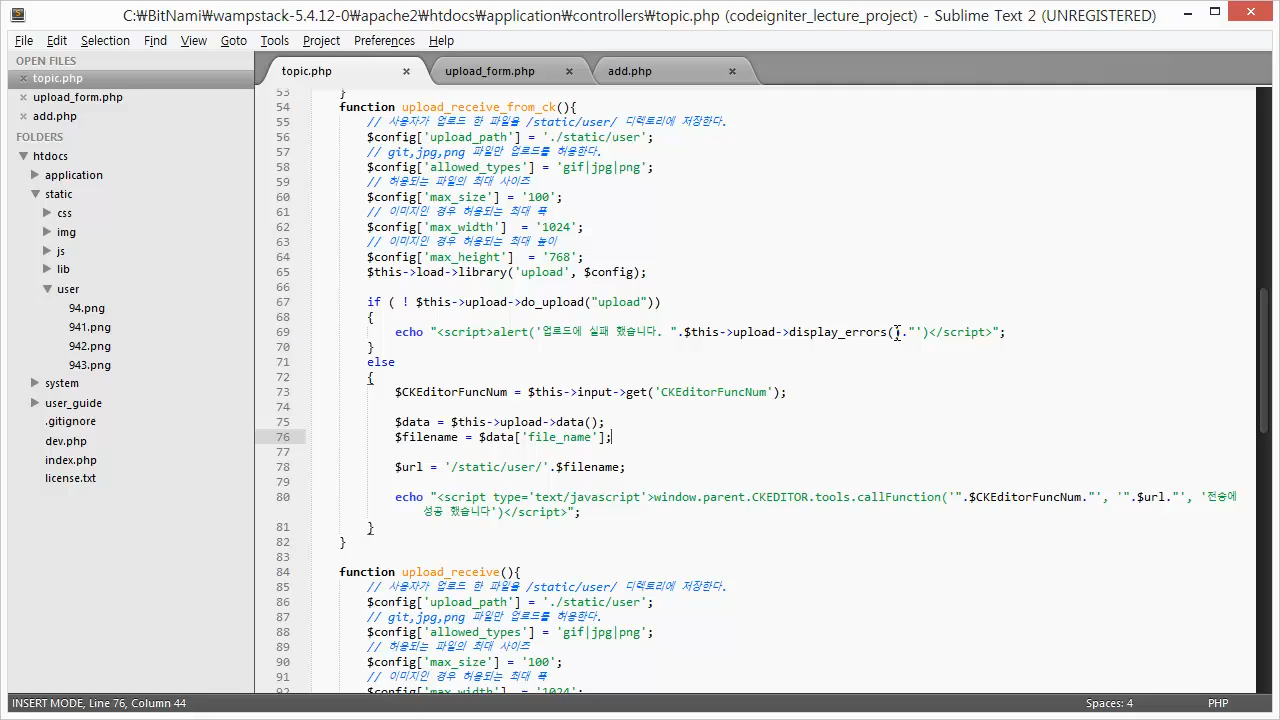 C:₩BitNami₩wampstack-5.4.12-0₩apache2₩htdocs₩application₩controllers₩topic.php (codeigniter_lecture_project) - Sublime Text 2 (UNREGISTERED)
File Edit Selection Find View Goto Tools Project Preferences Help
OPEN FILES
topic.php
upload_form.php
add.php
FOLDERS
htdocs
application
static
css
img
js
lib
user
94.png
941.png
942.png
943.png
system
user_guide
.gitignore
dev.php
index.php
license.txt
topic.php upload_form.php add.php
53 }
54 function upload_receive_from_ck(){
55 // 사용자가 업로드 한 파일을 /static/user/ 디렉토리에 저장한다.
56 $config['upload_path'] = './static/user';
57 // git,jpg,png 파일만 업로드를 허용한다.
58 $config['allowed_types'] = 'gif|jpg|png';
59 // 허용되는 파일의 최대 사이즈
60 $config['max_size'] = '100';
61 // 이미지인 경우 허용되는 최대 폭
62 $config['max_width']  = '1024';
63 // 이미지인 경우 허용되는 최대 높이
64 $config['max_height']  = '768';
65 $this->load->library('upload', $config);
66
67 if ( ! $this->upload->do_upload("upload"))
68 {
69 echo "<script>alert('업로드에 실패 했습니다. ".$this->upload->display_errors()."')</script>";
70 }
71 else
72 {
73 $CKEditorFuncNum = $this->input->get('CKEditorFuncNum');
74
75 $data = $this->upload->data();
76 $filename = $data['file_name'];
77
78 $url = '/static/user/'.$filename;
79
80 echo "<script type='text/javascript'>window.parent.CKEDITOR.tools.callFunction('".$CKEditorFuncNum."', '".$url."', '전송에
성공 했습니다')</script>";
81 }
82 }
83
84 function upload_receive(){
85 // 사용자가 업로드 한 파일을 /static/user/ 디렉토리에 저장한다.
86 $config['upload_path'] = './static/user';
87 // git,jpg,png 파일만 업로드를 허용한다.
88 $config['allowed_types'] = 'gif|jpg|png';
89 // 허용되는 파일의 최대 사이즈
90 $config['max_size'] = '100';
91 // 이미지인 경우 허용되는 최대 폭
92 $config['max_width'] = '1024';
INSERT MODE, Line 76, Column 44 Spaces: 4 PHP